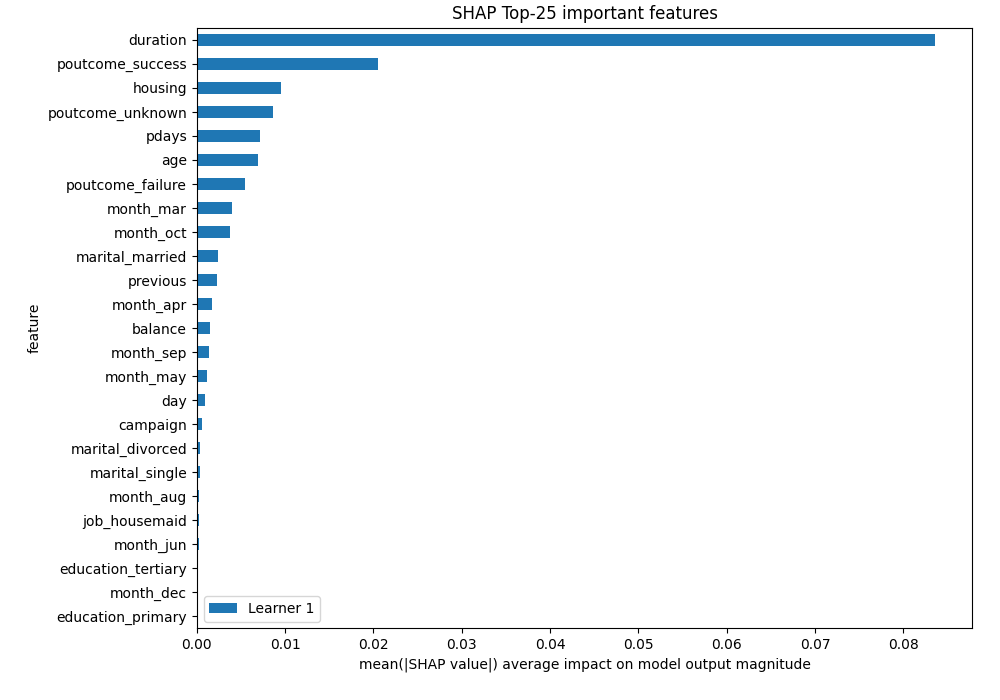 SHAP Top-25 important features
feature
duration
poutcome_success
housing
poutcome_unknown
pdays
age
poutcome_failure
month_mar
month_oct
marital_married
previous
month_apr
balance
month_sep
month_may
day
campaign
marital_divorced
marital_single
month_aug
job_housemaid
month_jun
education_tertiary
month_dec
education_primary
Learner 1
0.00 0.01 0.02 0.03 0.04 0.05 0.06 0.07 0.08
mean(|SHAP value|) average impact on model output magnitude